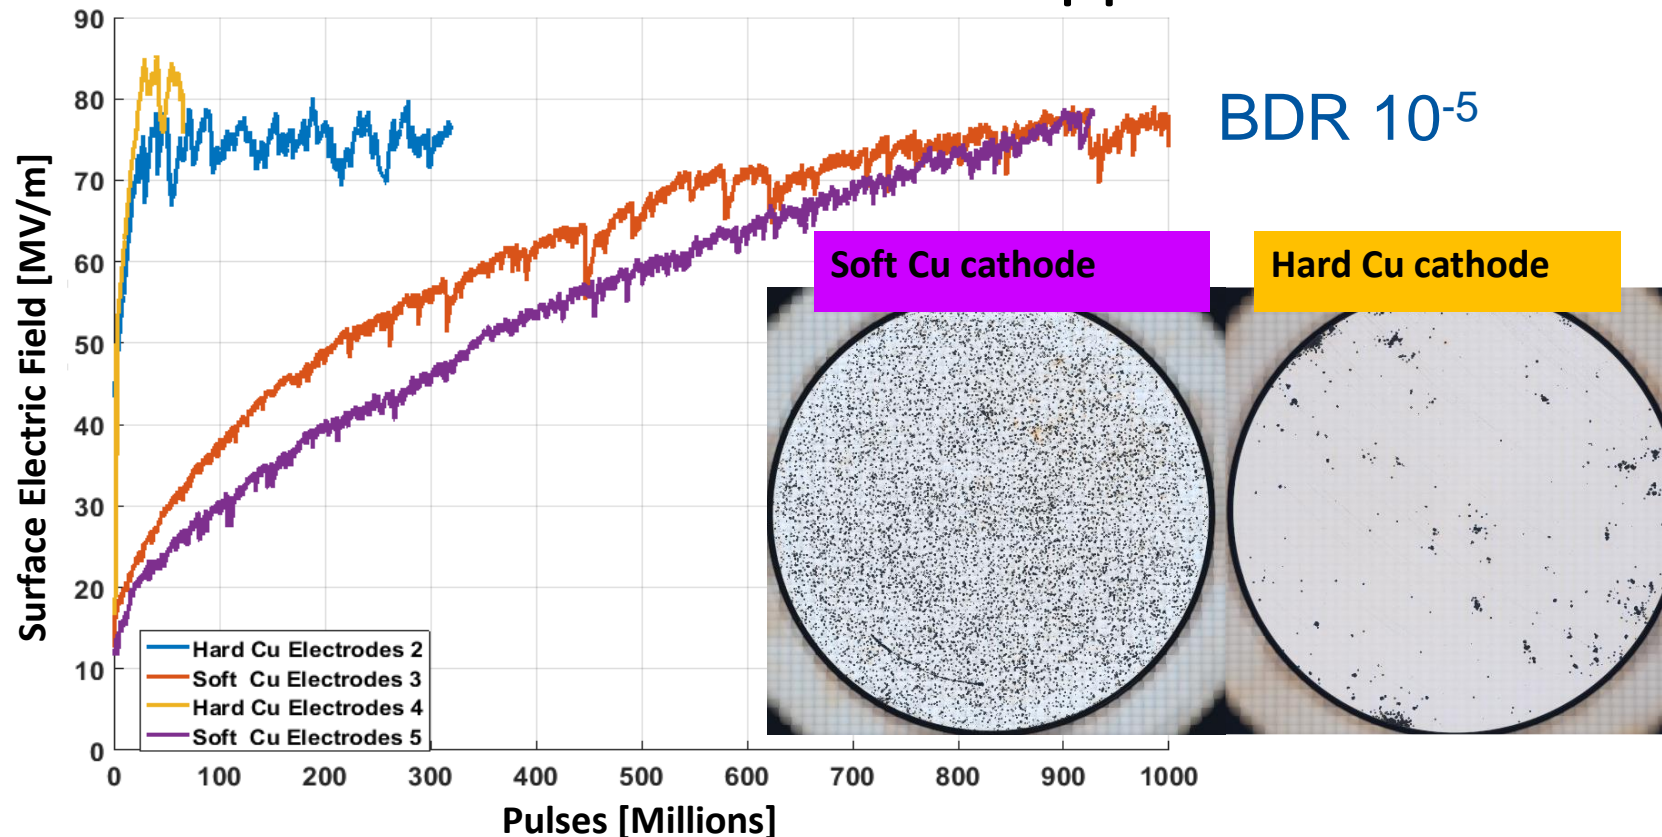 90
80
70
60
50
40
30
20
10
0
Surface Electric Field [MV/m]
0 100 200 300 400 500 600 700 800 900 1000
Pulses [Millions]
Hard Cu Electrodes 2
Soft Cu Electrodes 3
Hard Cu Electrodes 4
Soft Cu Electrodes 5
BDR 10-5
Soft Cu cathode
Hard Cu cathode